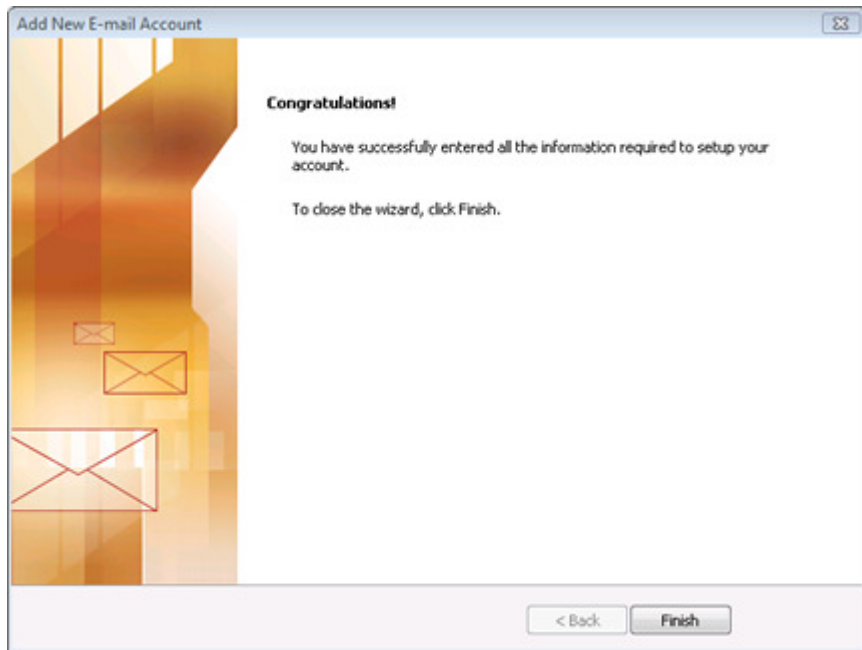 Add New E-mail Account
Congratulations!
You have successfully entered all the information required to setup your
account.
To close the wizard, click Finish.
< Back
Finish